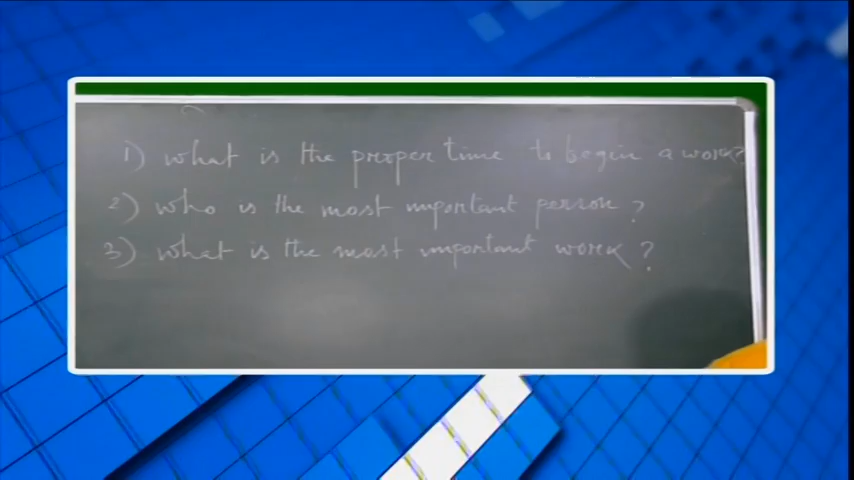 1) what is the proper time to begin a work?
2) who is the most important person?
3) what is the most important work?